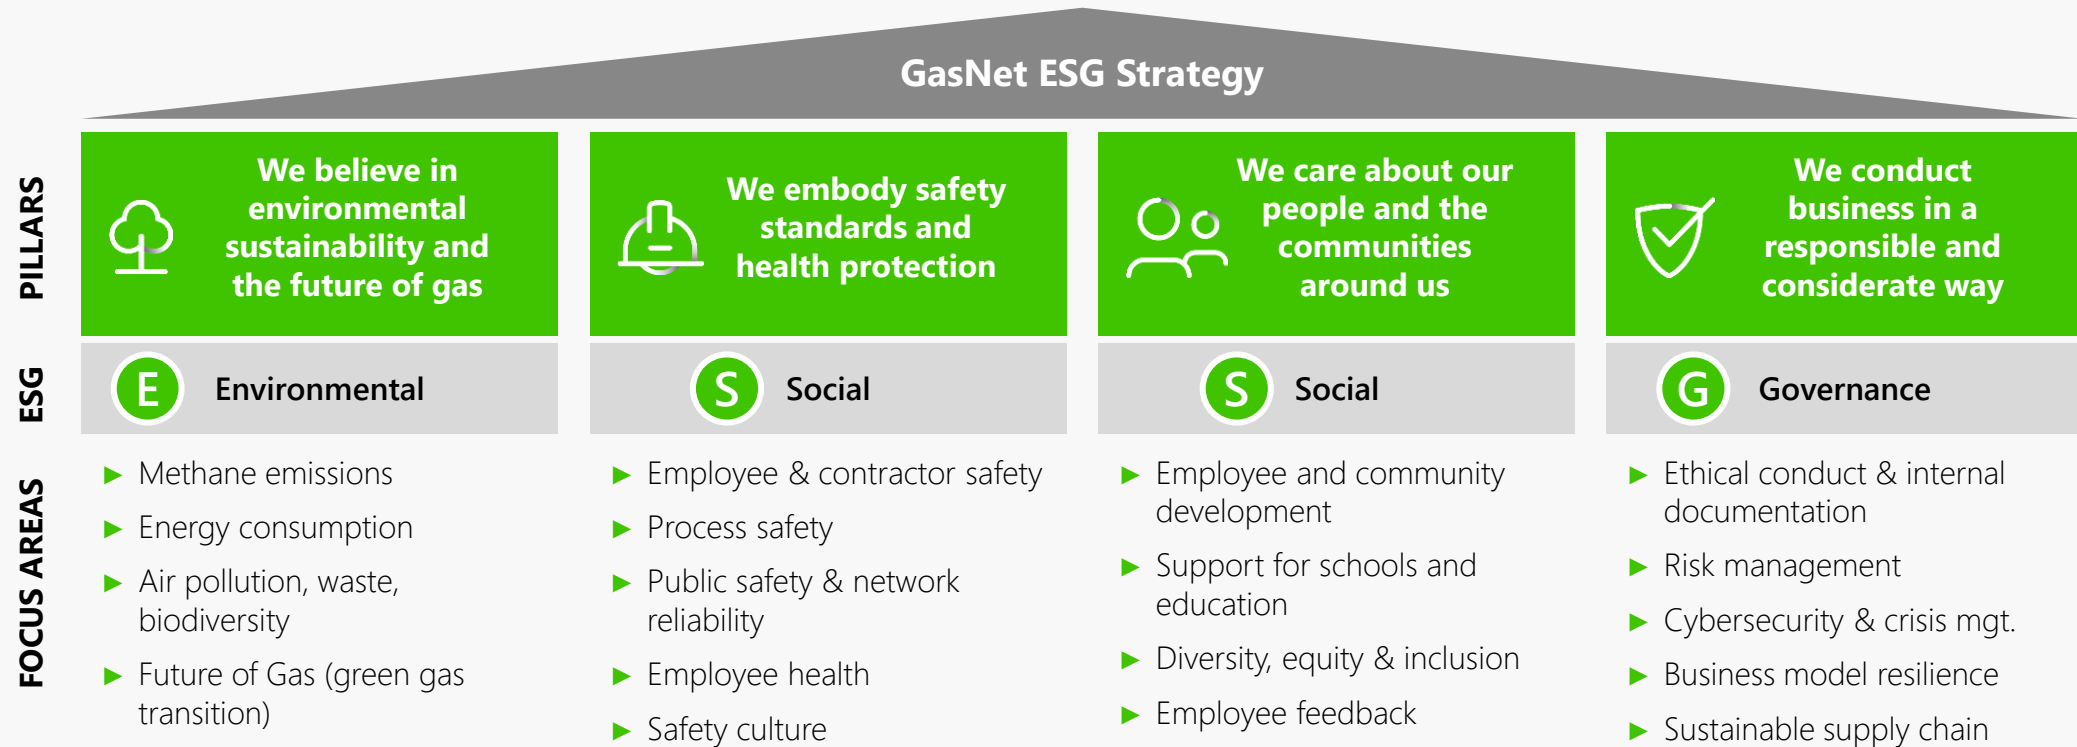 GasNet ESG Strategy
PILLARS
We believe in
environmental
sustainability and
the future of gas
We embody safety
standards and
health protection
We care about our
people and the
communities
around us
We conduct
business in a
responsible and
considerate way
ESG
E Environmental
S Social
S Social
G Governance
FOCUS AREAS
► Methane emissions
► Energy consumption
► Air pollution, waste,
biodiversity
► Future of Gas (green gas
transition)
► Employee & contractor safety
► Process safety
► Public safety & network
reliability
► Employee health
► Safety culture
► Employee and community
development
► Support for schools and
education
► Diversity, equity & inclusion
► Employee feedback
► Ethical conduct & internal
documentation
► Risk management
► Cybersecurity & crisis mgt.
► Business model resilience
► Sustainable supply chain